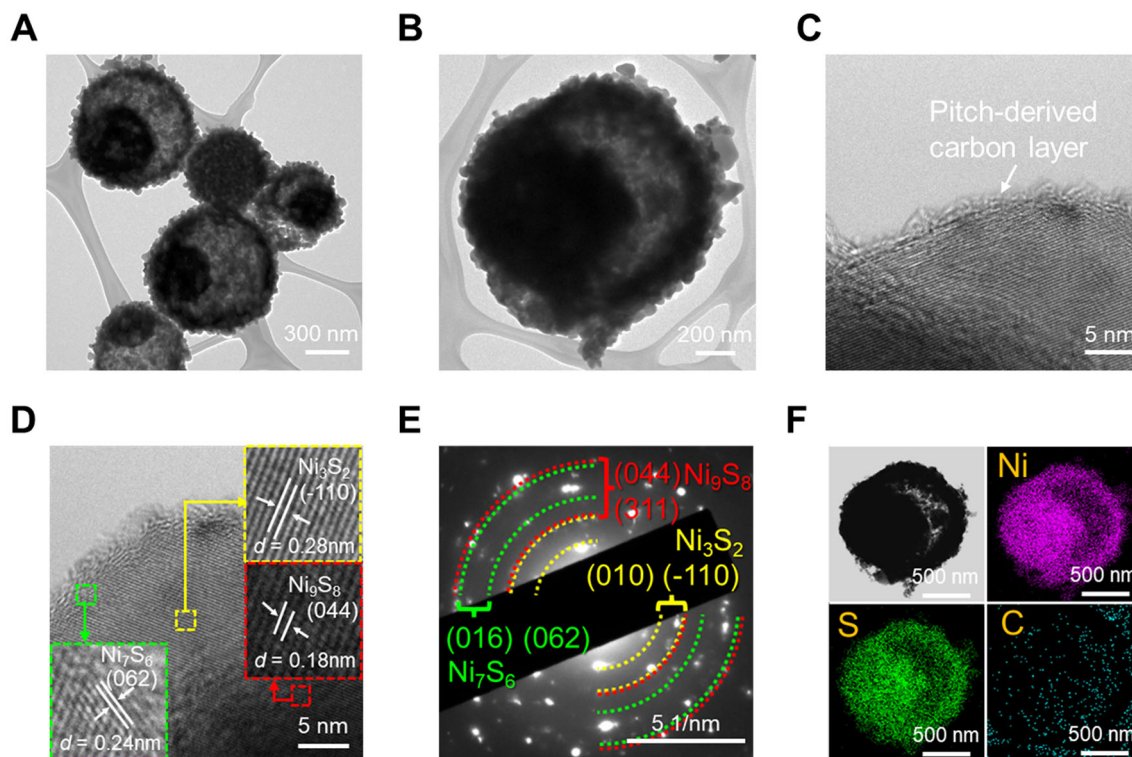 A
300 nm
B
200 nm
C
Pitch-derived
carbon layer
5 nm
D
Ni₃S₂
(-110)
d = 0.28nm
Ni₉S₈
(044)
d = 0.18nm
Ni₇S₆
(062)
d = 0.24nm
5 nm
E
(044)Ni₉S₈
(311)
Ni₃S₂
(010) (-110)
(016) (062)
Ni₇S₆
5 1/nm
F
500 nm
Ni
500 nm
S
500 nm
C
500 nm